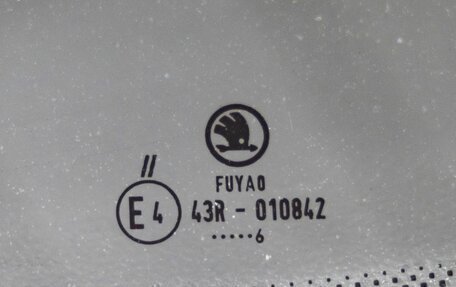 //
FUYAO
E4 43R - 010842
.....6